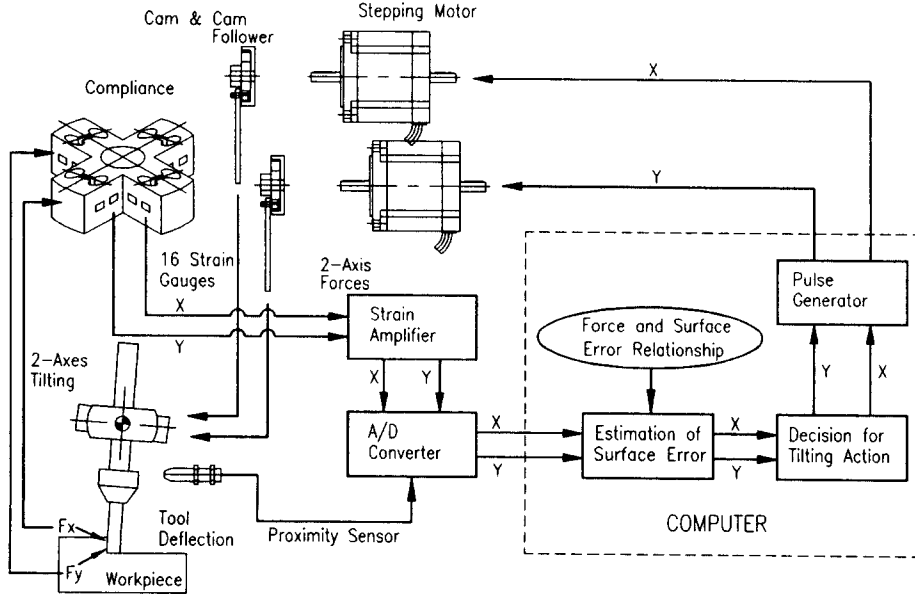 Cam & Cam
Follower
Stepping Motor
Compliance
X
Y
16 Strain
Gauges
2-Axis
Forces
X
Y
Strain
Amplifier
Pulse
Generator
Force and Surface
Error Relationship
2-Axes
Tilting
X
Y
Y
X
A/D
Converter
X
Y
Estimation of
Surface Error
X
Y
Decision for
Tilting Action
Tool
Deflection
Proximity Sensor
COMPUTER
Fx
Fy
Workpiece